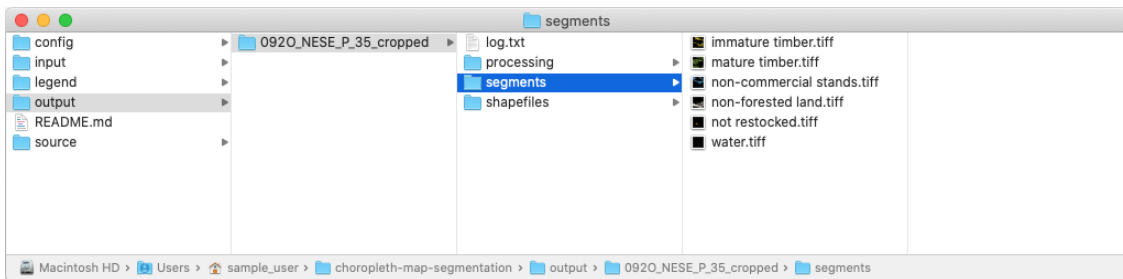 segments
config
input
legend
output
README.md
source
092O_NESE_P_35_cropped
log.txt
processing
segments
shapefiles
immature timber.tiff
mature timber.tiff
non-commercial stands.tiff
non-forested land.tiff
not restocked.tiff
water.tiff
Macintosh HD › Users › sample_user › choropleth-map-segmentation › output › 092O_NESE_P_35_cropped › segments